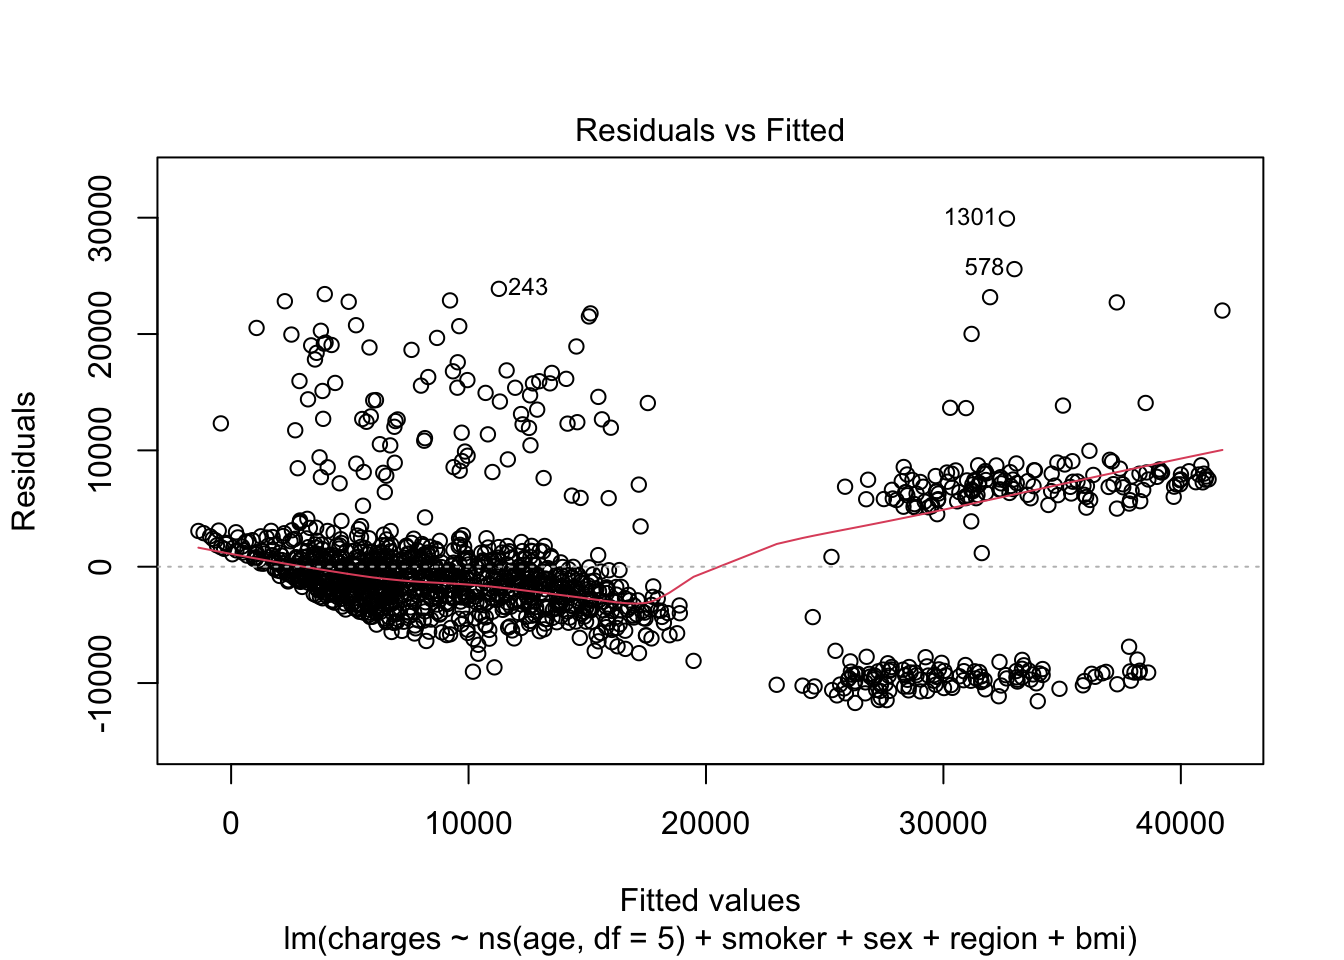 Residuals vs Fitted
Residuals
30000
20000
10000
0
-10000
1301
578
243
0 10000 20000 30000 40000
Fitted values
lm(charges ~ ns(age, df = 5) + smoker + sex + region + bmi)